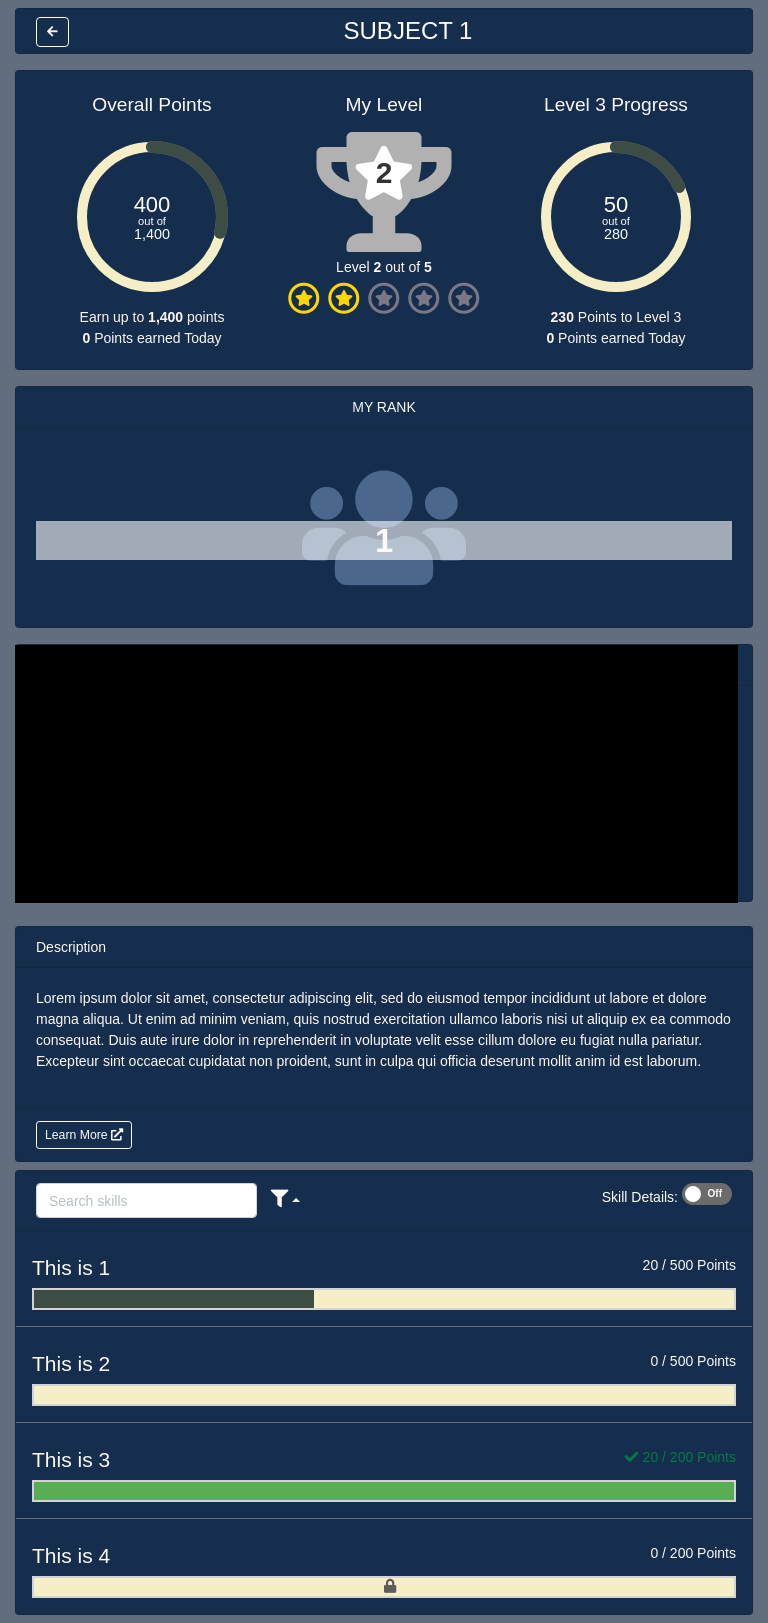 SUBJECT 1
Overall Points
400
out of
1,400
Earn up to 1,400 points
0 Points earned Today
My Level
2
Level 2 out of 5
Level 3 Progress
50
out of
280
230 Points to Level 3
0 Points earned Today
MY RANK
1
Description
Lorem ipsum dolor sit amet, consectetur adipiscing elit, sed do eiusmod tempor incididunt ut labore et dolore
magna aliqua. Ut enim ad minim veniam, quis nostrud exercitation ullamco laboris nisi ut aliquip ex ea commodo
consequat. Duis aute irure dolor in reprehenderit in voluptate velit esse cillum dolore eu fugiat nulla pariatur.
Excepteur sint occaecat cupidatat non proident, sunt in culpa qui officia deserunt mollit anim id est laborum.
Learn More
Search skills
Skill Details: Off
This is 1
20 / 500 Points
This is 2
0 / 500 Points
This is 3
20 / 200 Points
This is 4
0 / 200 Points